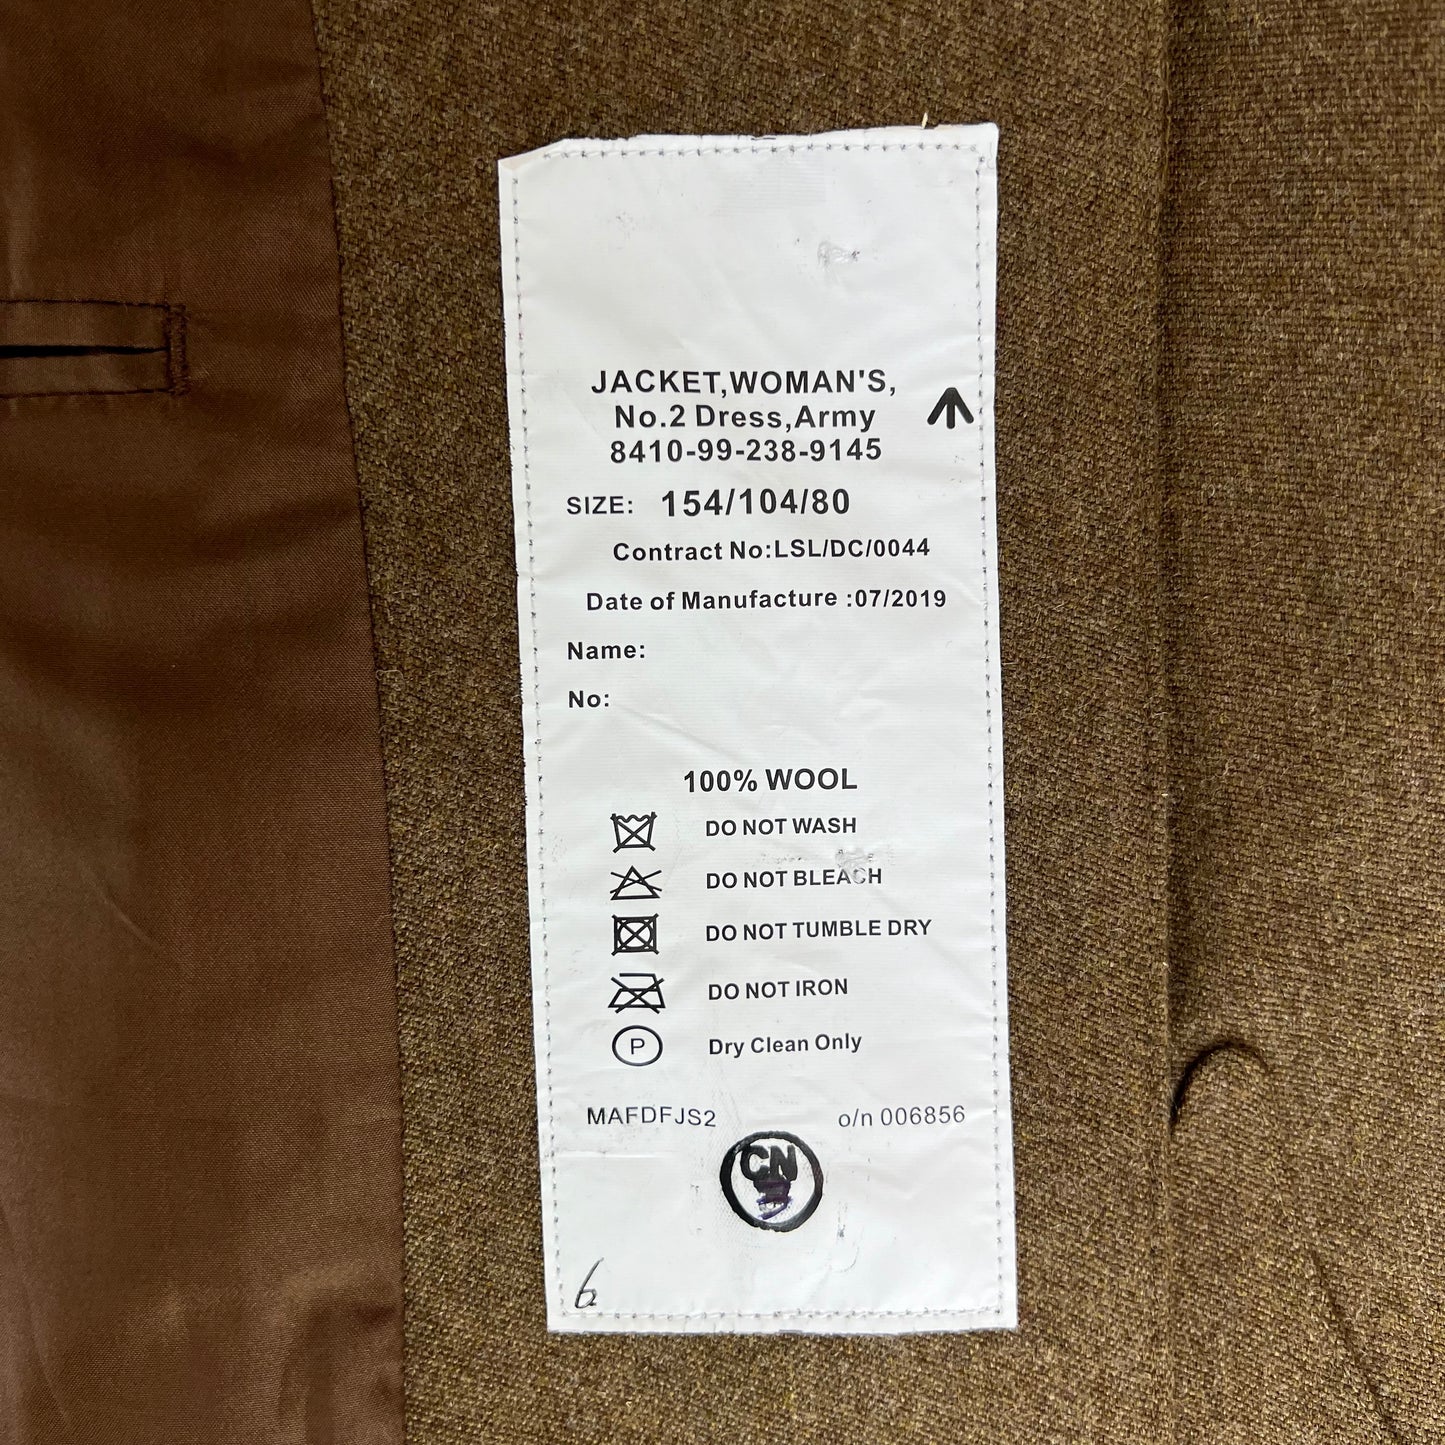 JACKET,WOMAN'S,
No.2 Dress,Army
8410-99-238-9145
SIZE: 154/104/80
Contract No:LSL/DC/0044
Date of Manufacture :07/2019
Name:
No:
100% WOOL
DO NOT WASH
DO NOT BLEACH
DO NOT TUMBLE DRY
DO NOT IRON
P Dry Clean Only
MAFDFJS2 o/n 006856
CN
6